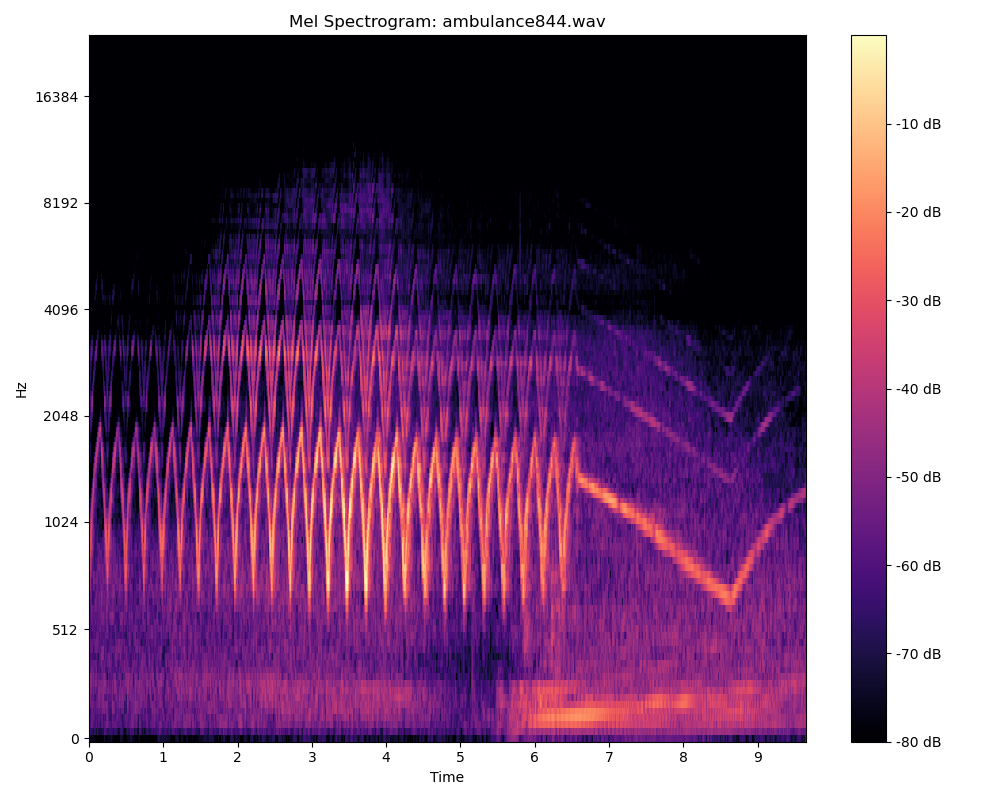 Mel Spectrogram: ambulance844.wav
16384
8192
4096
2048
1024
512
0
Hz
0 1 2 3 4 5 6 7 8 9
Time
-10 dB
-20 dB
-30 dB
-40 dB
-50 dB
-60 dB
-70 dB
-80 dB